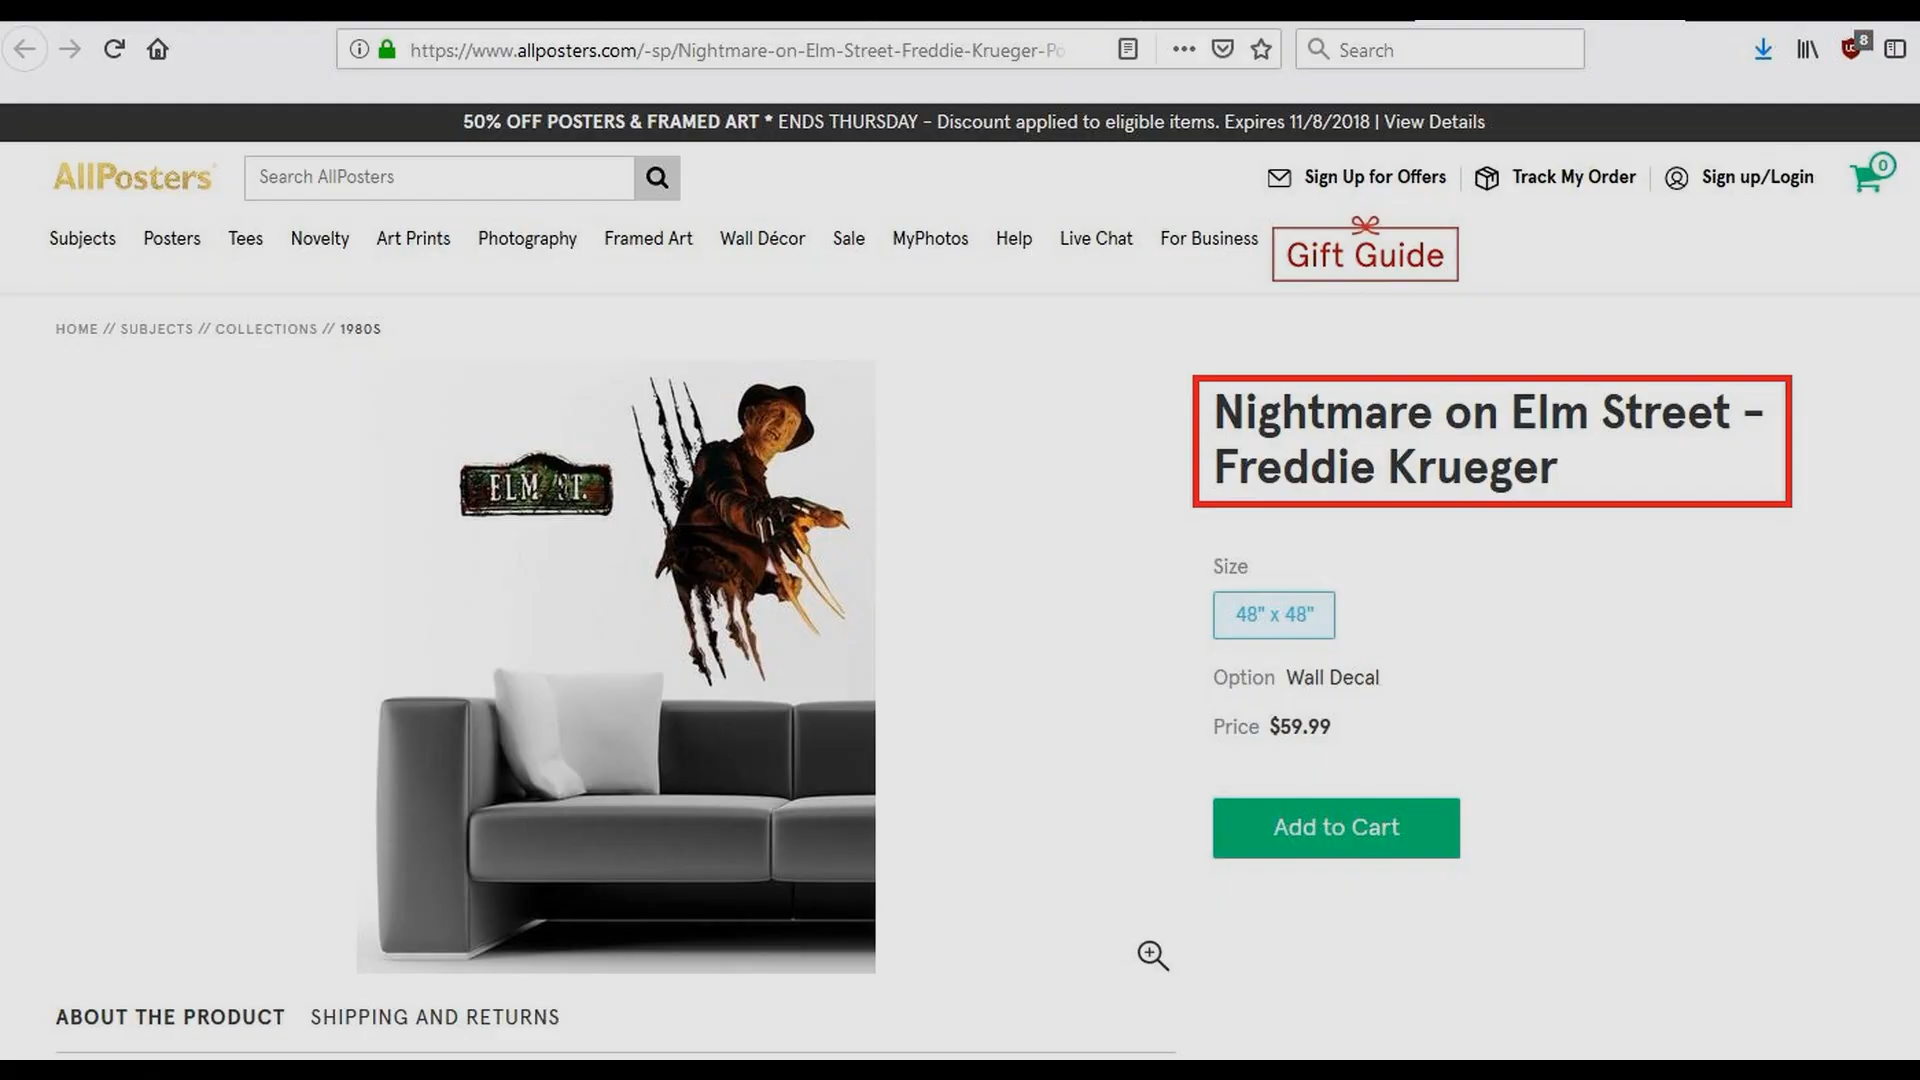 https://www.allposters.com/-sp/Nightmare-on-Elm-Street-Freddie-Krueger-Po
Search
8
50% OFF POSTERS & FRAMED ART * ENDS THURSDAY - Discount applied to eligible items. Expires 11/8/2018 | View Details
AllPosters
Search AllPosters
Sign Up for Offers
Track My Order
Sign up/Login
0
Subjects Posters Tees Novelty Art Prints Photography Framed Art Wall Décor Sale MyPhotos Help Live Chat For Business Gift Guide
HOME // SUBJECTS // COLLECTIONS // 1980S
ELM ST.
Nightmare on Elm Street -
Freddie Krueger
Size
48" x 48"
Option Wall Decal
Price $59.99
Add to Cart
ABOUT THE PRODUCT SHIPPING AND RETURNS